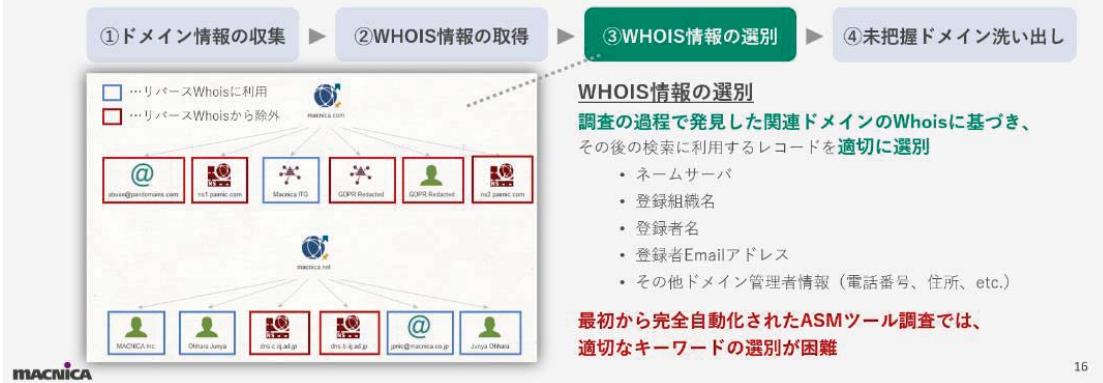 ①ドメイン情報の収集
②WHOIS情報の取得
③WHOIS情報の選別
④未把握ドメイン洗い出し
…リバースWhoisに利用
…リバースWhoisから除外
macnica.com
abuse@pandomains.com
ns1.paemic.com
Macnica ITG
GDPR Redacted
GDPR Redacted
ns2.paemic.com
macnica.net
MACNICA Inc
Ohhara Junya
dns-c.iij.ad.jp
dns-b.iij.ad.jp
jpnic@macnica.co.jp
Junya Ohhara
WHOIS情報の選別
調査の過程で発見した関連ドメインのWhoisに基づき、
その後の検索に利用するレコードを適切に選別
• ネームサーバ
• 登録組織名
• 登録者名
• 登録者Emailアドレス
• その他ドメイン管理者情報（電話番号、住所、etc.）
最初から完全自動化されたASMツール調査では、
適切なキーワードの選別が困難
MACNICA
16